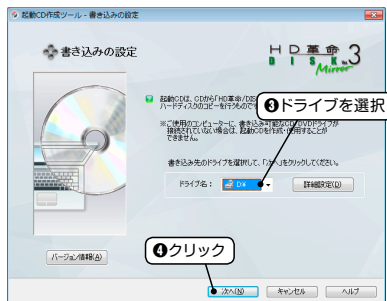 起動CD作成ツール - 書き込みの設定
書き込みの設定
HD革命
DISK Ver.3
Mirror
起動CDは、CDから「HD革命/DIS
ハードディスクのコピーを行うもので
❸ドライブを選択
※ご使用のコンピューターに、書き込み可能なCD/DVDドライブが
接続されていない場合は、起動CDを作成・使用することが
できません。
書き込み先のドライブを選択して、「次へ」をクリックしてください。
ドライブ名：
D¥
詳細設定(D)
❹クリック
バージョン情報(A)
次へ(N)
キャンセル
ヘルプ